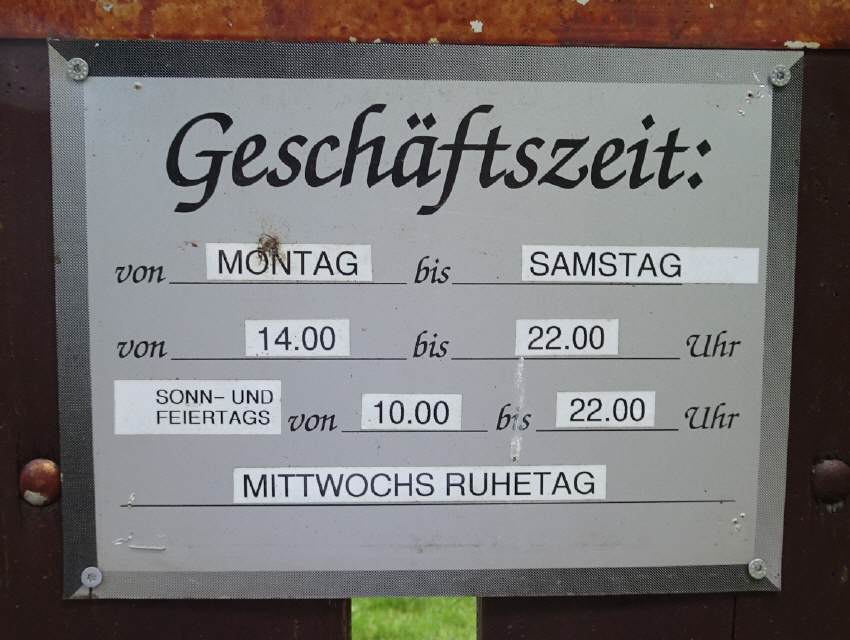 Geschäftszeit:
von MONTAG bis SAMSTAG
von 14.00 bis 22.00 Uhr
SONN- UND
FEIERTAGS von 10.00 bis 22.00 Uhr
MITTWOCHS RUHETAG